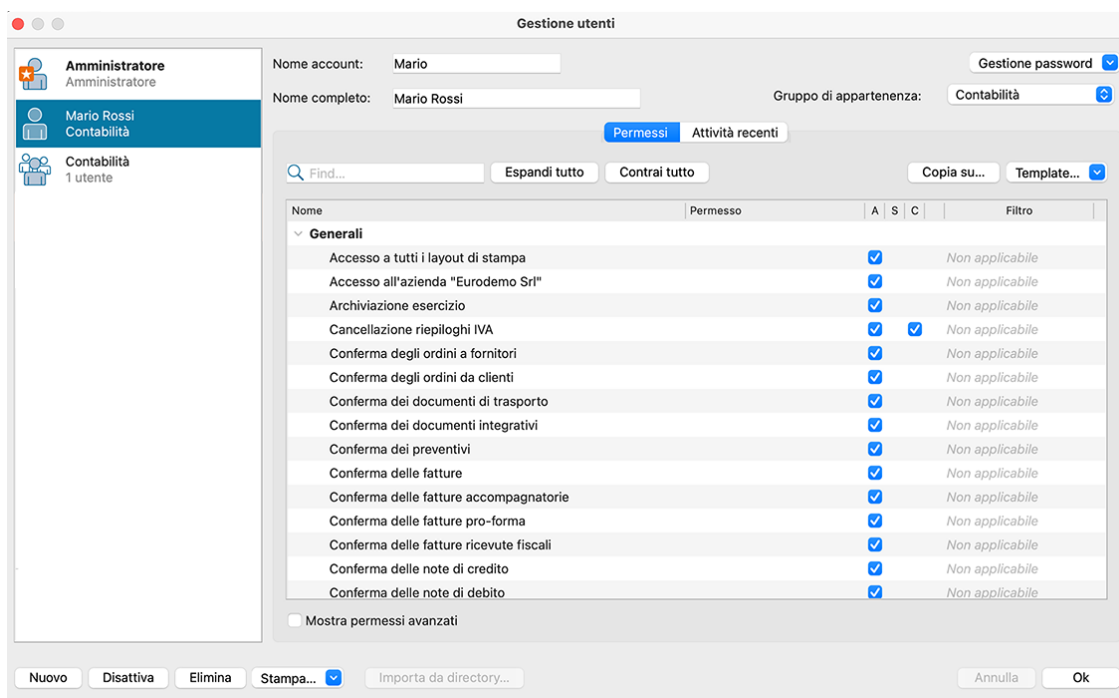 Gestione utenti
Amministratore
Amministratore
Mario Rossi
Contabilità
Contabilità
1 utente
Nome account: Mario Gestione password
Nome completo: Mario Rossi Gruppo di appartenenza: Contabilità
Permessi Attività recenti
Find... Espandi tutto Contrai tutto Copia su... Template...
Nome Permesso A S C Filtro
Generali
Accesso a tutti i layout di stampa Non applicabile
Accesso all'azienda "Eurodemo Srl" Non applicabile
Archiviazione esercizio Non applicabile
Cancellazione riepiloghi IVA Non applicabile
Conferma degli ordini a fornitori Non applicabile
Conferma degli ordini da clienti Non applicabile
Conferma dei documenti di trasporto Non applicabile
Conferma dei documenti integrativi Non applicabile
Conferma dei preventivi Non applicabile
Conferma delle fatture Non applicabile
Conferma delle fatture accompagnatorie Non applicabile
Conferma delle fatture pro-forma Non applicabile
Conferma delle fatture ricevute fiscali Non applicabile
Conferma delle note di credito Non applicabile
Conferma delle note di debito Non applicabile
Mostra permessi avanzati
Nuovo Disattiva Elimina Stampa... Importa da directory... Annulla Ok